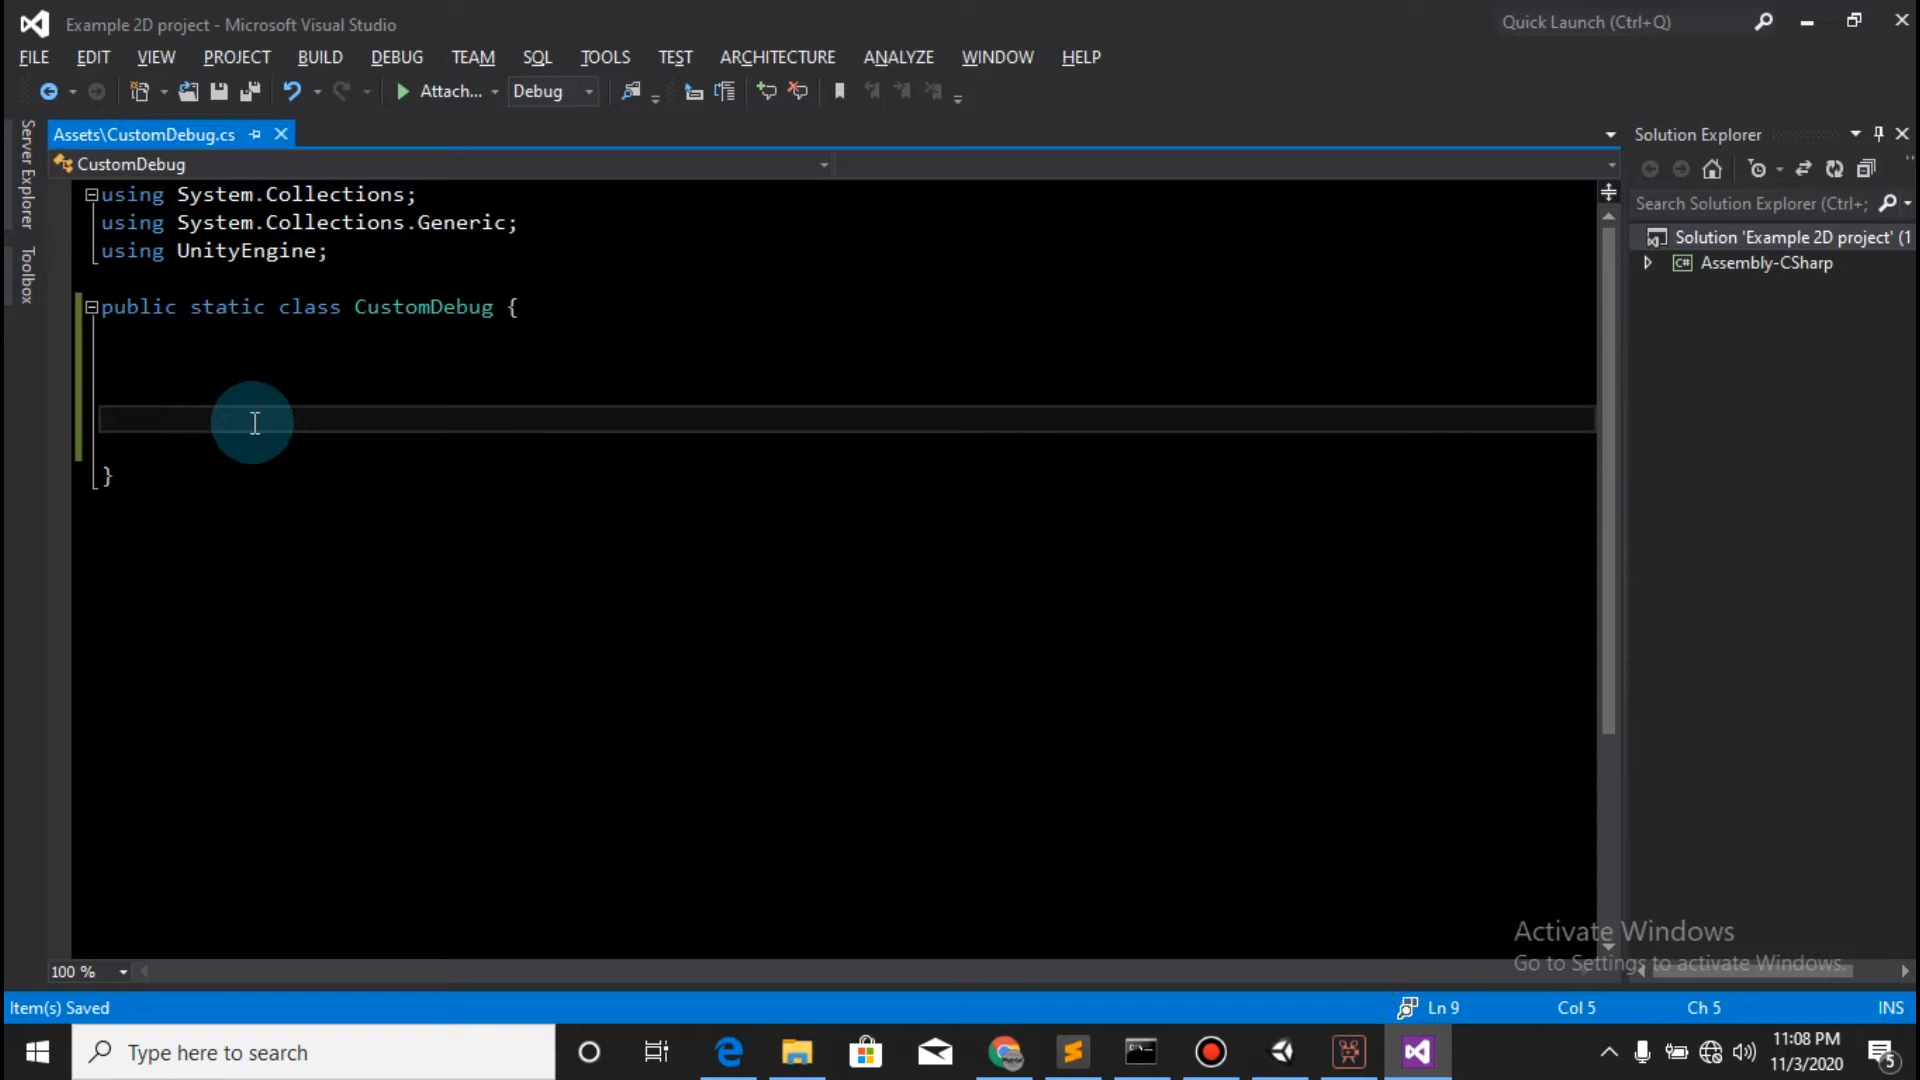 Example 2D project - Microsoft Visual Studio
Quick Launch (Ctrl+Q)
FILE EDIT VIEW PROJECT BUILD DEBUG TEAM SQL TOOLS TEST ARCHITECTURE ANALYZE WINDOW HELP
Attach... Debug
Server Explorer
Toolbox
Assets\CustomDebug.cs
CustomDebug
using System.Collections;
using System.Collections.Generic;
using UnityEngine;
public static class CustomDebug {
}
Solution Explorer
Search Solution Explorer (Ctrl+;
Solution 'Example 2D project' (1
C# Assembly-CSharp
Activate Windows
Go to Settings to activate Windows.
100 %
Item(s) Saved
Ln 9 Col 5 Ch 5 INS
Type here to search
11:08 PM
11/3/2020
5